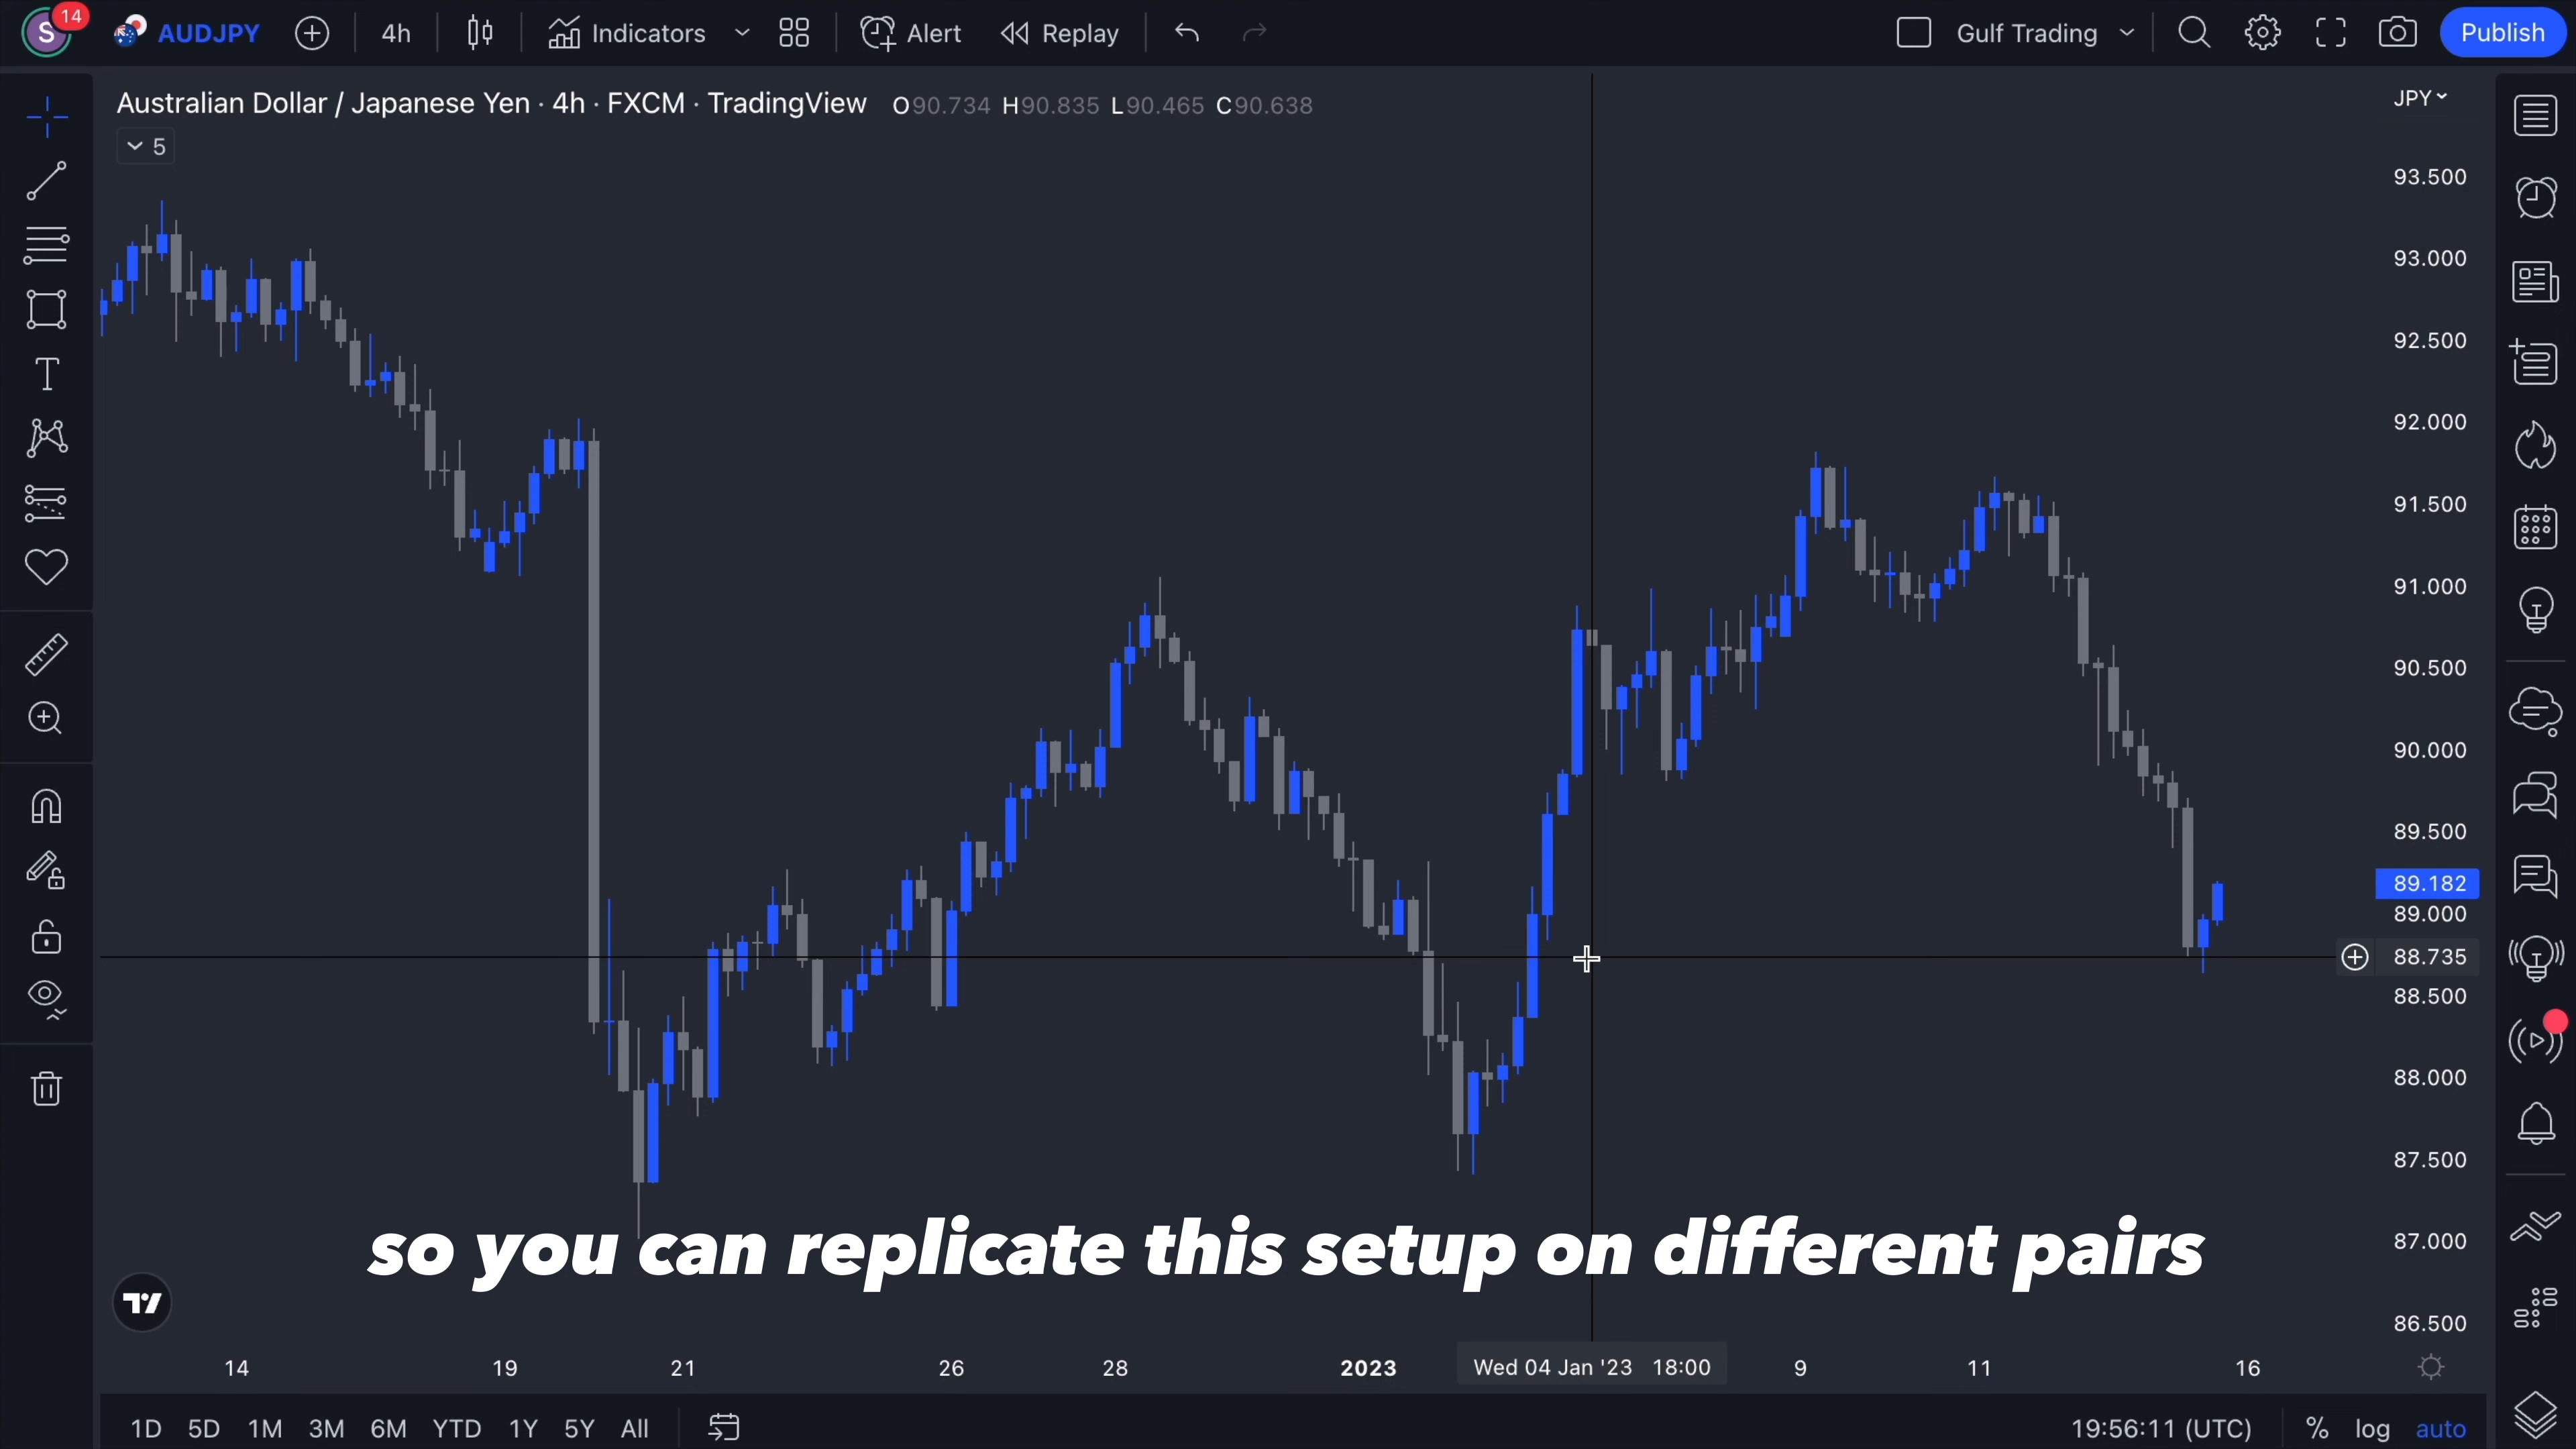 S
14
AUDJPY
4h
Indicators
Alert
Replay
Gulf Trading
Publish
Australian Dollar / Japanese Yen · 4h · FXCM · TradingView O90.734 H90.835 L90.465 C90.638
JPY
5
93.500
93.000
92.500
92.000
91.500
91.000
90.500
90.000
89.500
89.182
89.000
88.735
88.500
88.000
87.500
87.000
86.500
so you can replicate this setup on different pairs
14 19 21 26 28 2023 Wed 04 Jan '23 18:00 9 11 16
1D 5D 1M 3M 6M YTD 1Y 5Y All
19:56:11 (UTC) % log auto